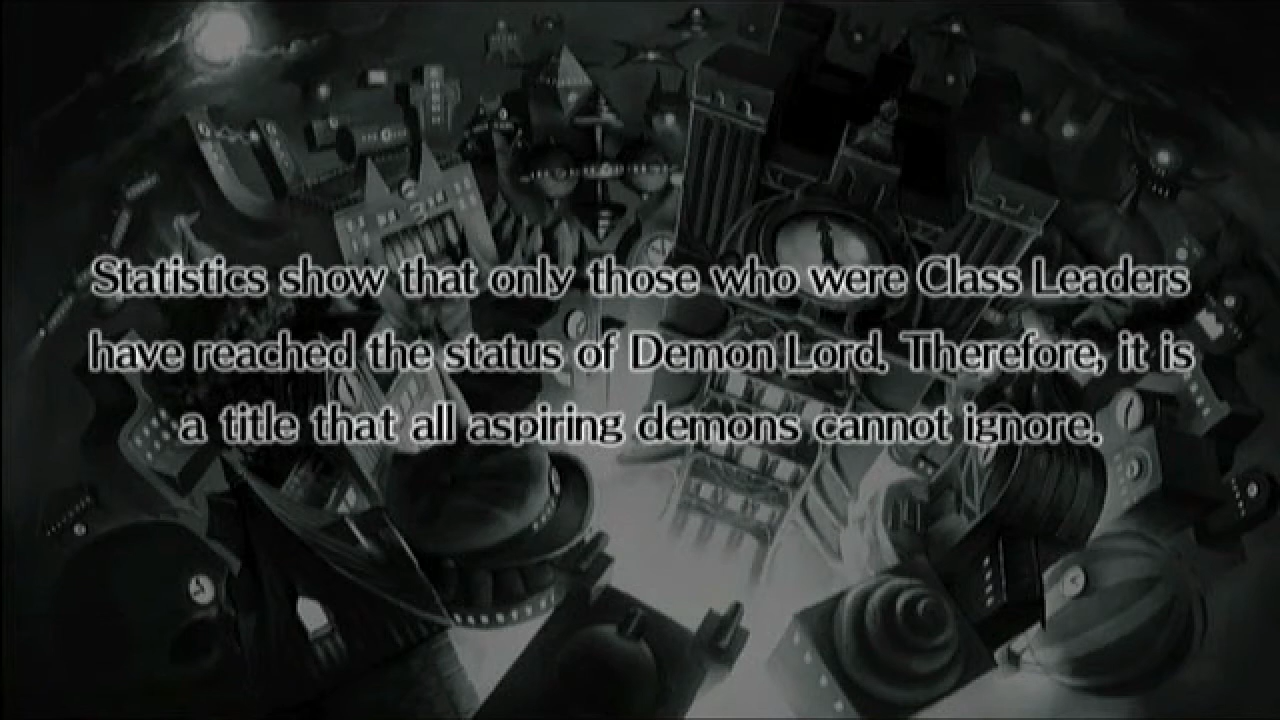 Statistics show that only those who were Class Leaders
have reached the status of Demon Lord. Therefore, it is
a title that all aspiring demons cannot ignore.